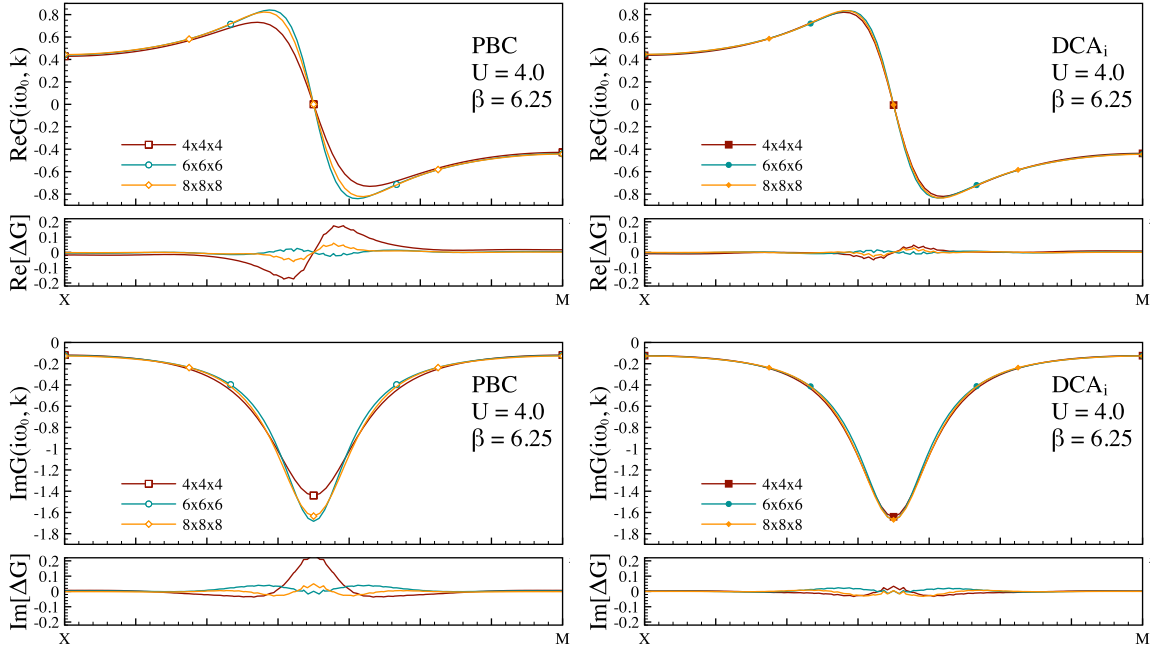 0.8
0.6
0.4
0.2
0
-0.2
-0.4
-0.6
-0.8
ReG(iω₀, k)
PBC
U = 4.0
β = 6.25
4x4x4
6x6x6
8x8x8
0.2
0.1
0
-0.1
-0.2
Re[ΔG]
X
M
0.8
0.6
0.4
0.2
0
-0.2
-0.4
-0.6
-0.8
ReG(iω₀, k)
DCAᵢ
U = 4.0
β = 6.25
4x4x4
6x6x6
8x8x8
0.2
0.1
0
-0.1
-0.2
Re[ΔG]
X
M
0
-0.2
-0.4
-0.6
-0.8
-1
-1.2
-1.4
-1.6
-1.8
ImG(iω₀, k)
PBC
U = 4.0
β = 6.25
4x4x4
6x6x6
8x8x8
0.2
0.1
0
-0.1
-0.2
Im[ΔG]
X
M
0
-0.2
-0.4
-0.6
-0.8
-1
-1.2
-1.4
-1.6
-1.8
ImG(iω₀, k)
DCAᵢ
U = 4.0
β = 6.25
4x4x4
6x6x6
8x8x8
0.2
0.1
0
-0.1
-0.2
Im[ΔG]
X
M